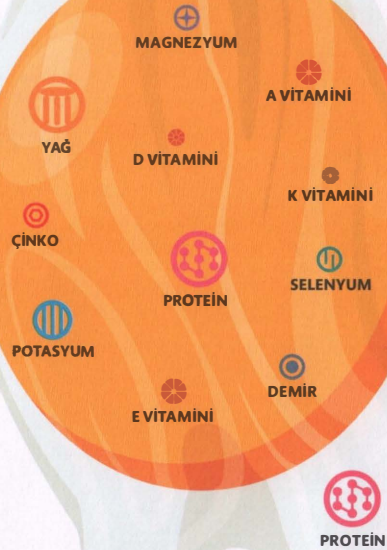 MAGNEZYUM
A VİTAMİNİ
YAĞ
D VİTAMİNİ
K VİTAMİNİ
ÇİNKO
SELENYUM
PROTEİN
POTASYUM
DEMİR
E VİTAMİNİ
PROTEİN